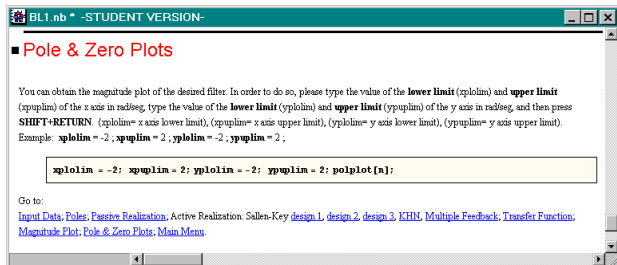 BL1.nb * -STUDENT VERSION-
Pole & Zero Plots
You can obtain the magnitude plot of the desired filter. In order to do so, please type the value of the lower limit (xplolim) and upper limit
(xpuplim) of the x axis in rad/seg, type the value of the lower limit (yplolim) and upper limit (ypuplim) of the y axis in rad/seg, and then press
SHIFT+RETURN. (xplolim= x axis lower limit), (xpuplim= x axis upper limit), (yplolim= y axis lower limit), (ypuplim= y axis upper limit).
Example: xplolim = -2 ; xpuplim = 2 ; yplolim = -2 ; ypuplim = 2 ;
xplolim = -2; xpuplim = 2; yplolim = -2; ypuplim = 2; polplot[n];
Go to:
Input Data; Poles; Passive Realization; Active Realization: Sallen-Key design 1, design 2, design 3, KHN, Multiple Feedback; Transfer Function;
Magnitude Plot; Pole & Zero Plots; Main Menu.